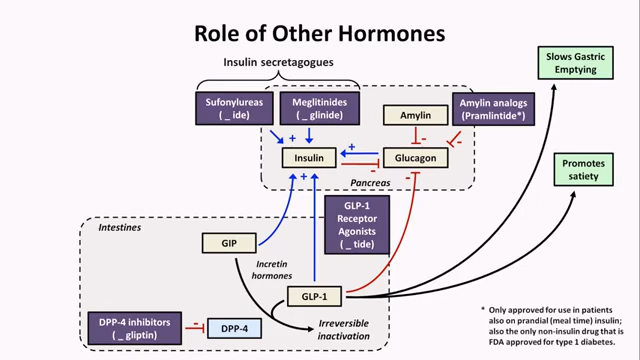 Role of Other Hormones
Insulin secretagogues
Slows Gastric
Emptying
Sufonylureas
( _ ide)
Meglitinides
( _ glinide)
Amylin
Amylin analogs
(Pramlintide*)
+
+
-
-
Insulin
+
-
Glucagon
Promotes
satiety
+
-
Pancreas
Intestines
GLP-1
Receptor
Agonists
( _ tide)
GIP
Incretin
hormones
GLP-1
DPP-4 inhibitors
( _ gliptin)
-
DPP-4
Irreversible
inactivation
* Only approved for use in patients
also on prandial (meal time) insulin;
also the only non-insulin drug that is
FDA approved for type 1 diabetes.